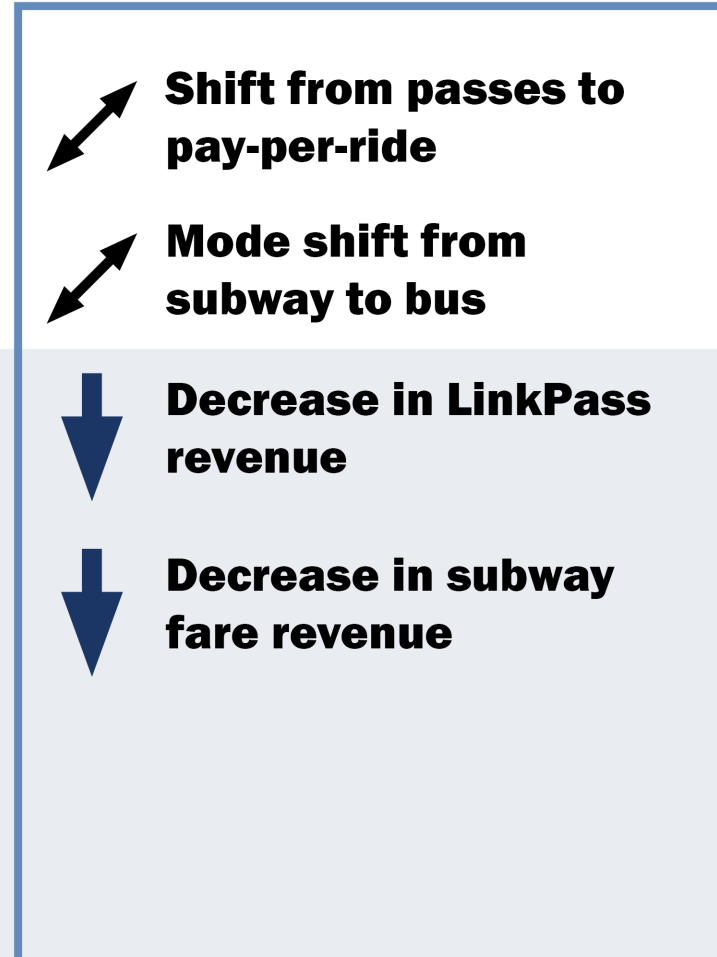 Shift from passes to
pay-per-ride
Mode shift from
subway to bus
Decrease in LinkPass
revenue
Decrease in subway
fare revenue